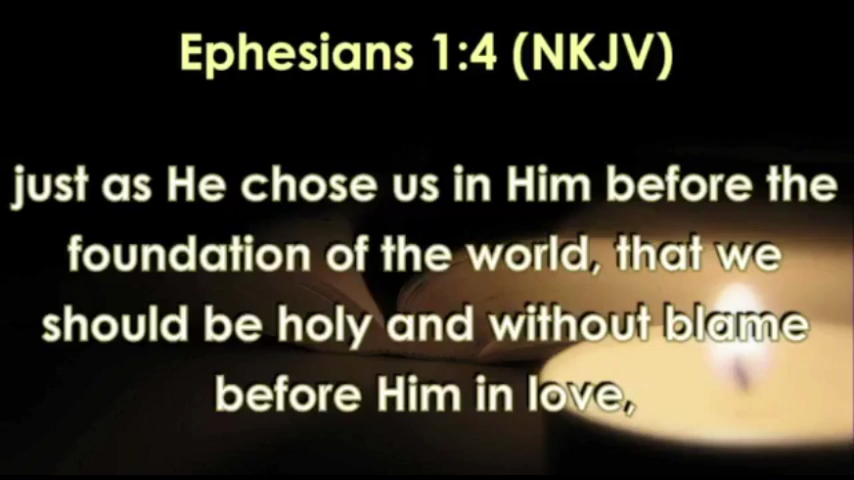 Ephesians 1:4 (NKJV)
just as He chose us in Him before the
foundation of the world, that we
should be holy and without blame
before Him in love,